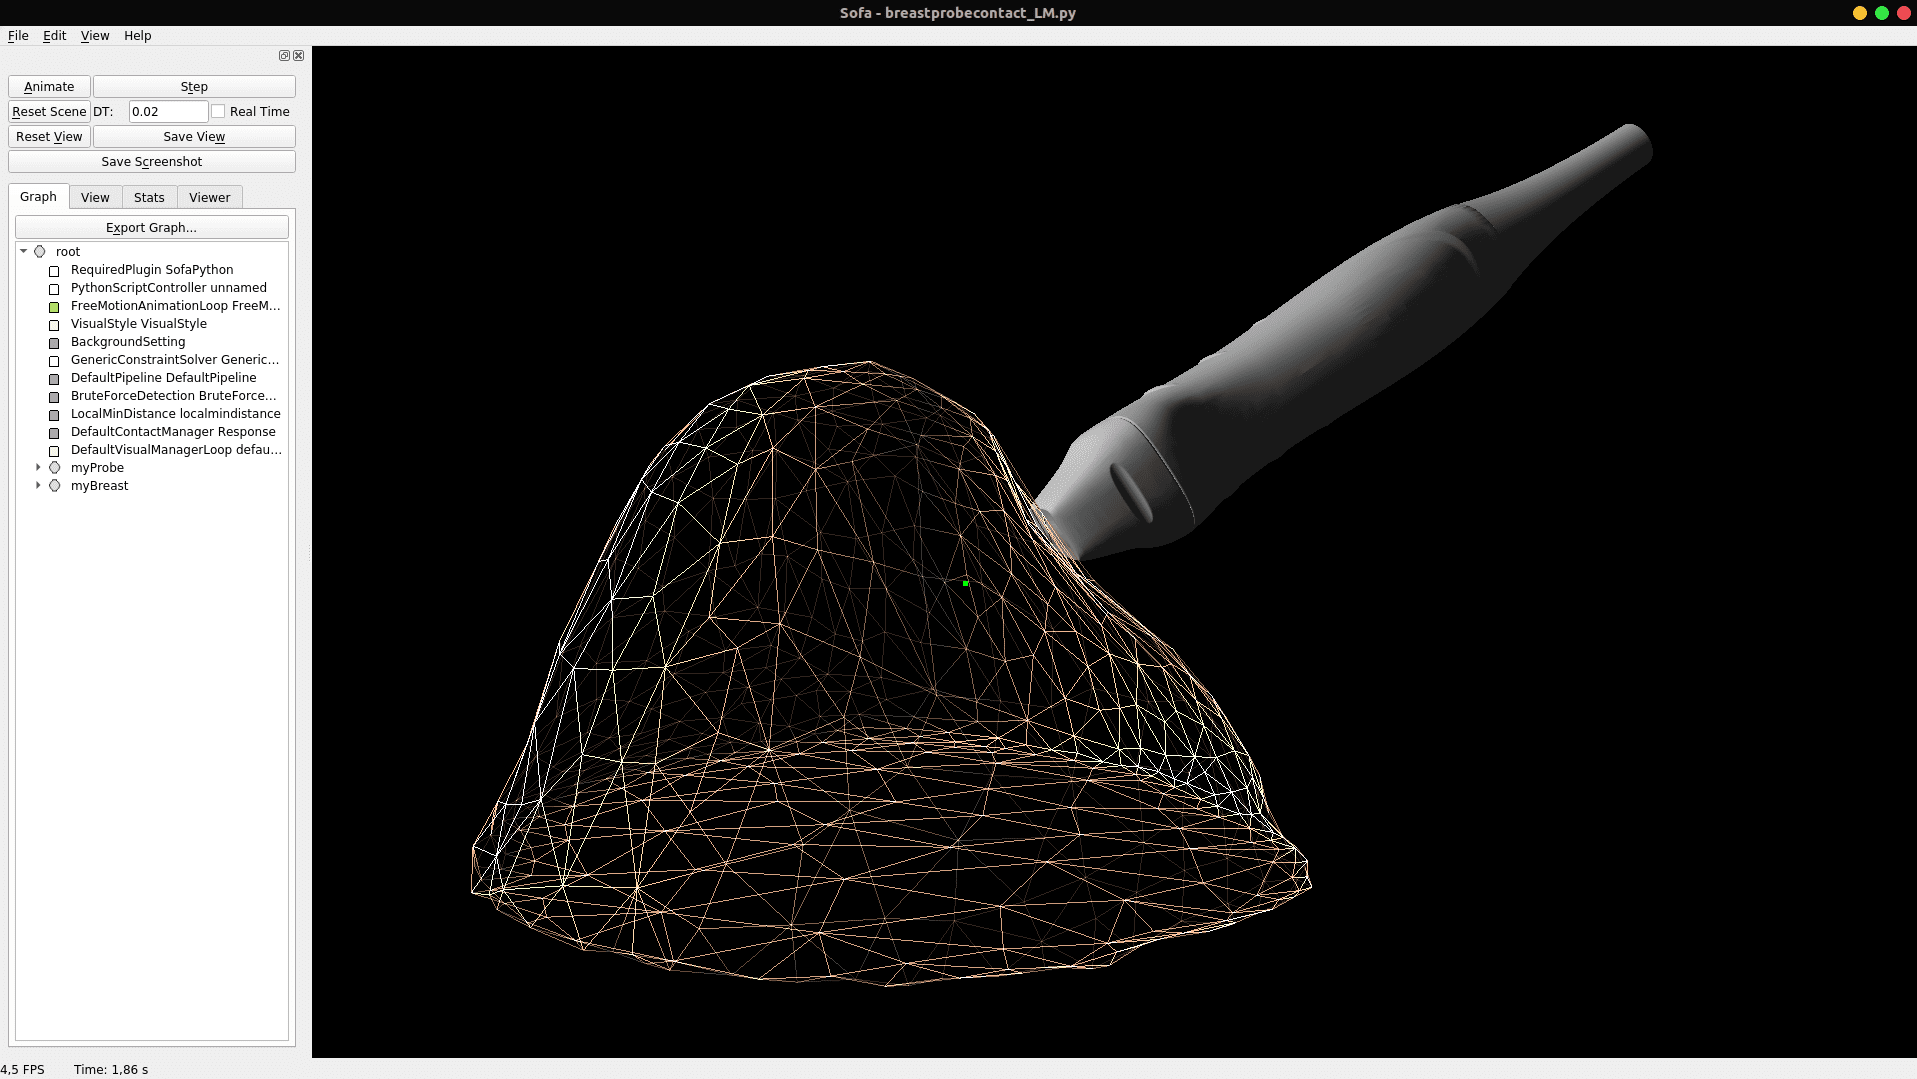 Sofa - breastprobecontact_LM.py
File Edit View Help
Animate Step
Reset Scene DT: 0.02 Real Time
Reset View Save View
Save Screenshot
Graph View Stats Viewer
Export Graph...
root
RequiredPlugin SofaPython
PythonScriptController unnamed
FreeMotionAnimationLoop FreeM...
VisualStyle VisualStyle
BackgroundSetting
GenericConstraintSolver Generic...
DefaultPipeline DefaultPipeline
BruteForceDetection BruteForce...
LocalMinDistance localmindistance
DefaultContactManager Response
DefaultVisualManagerLoop defau...
myProbe
myBreast
4,5 FPS Time: 1,86 s